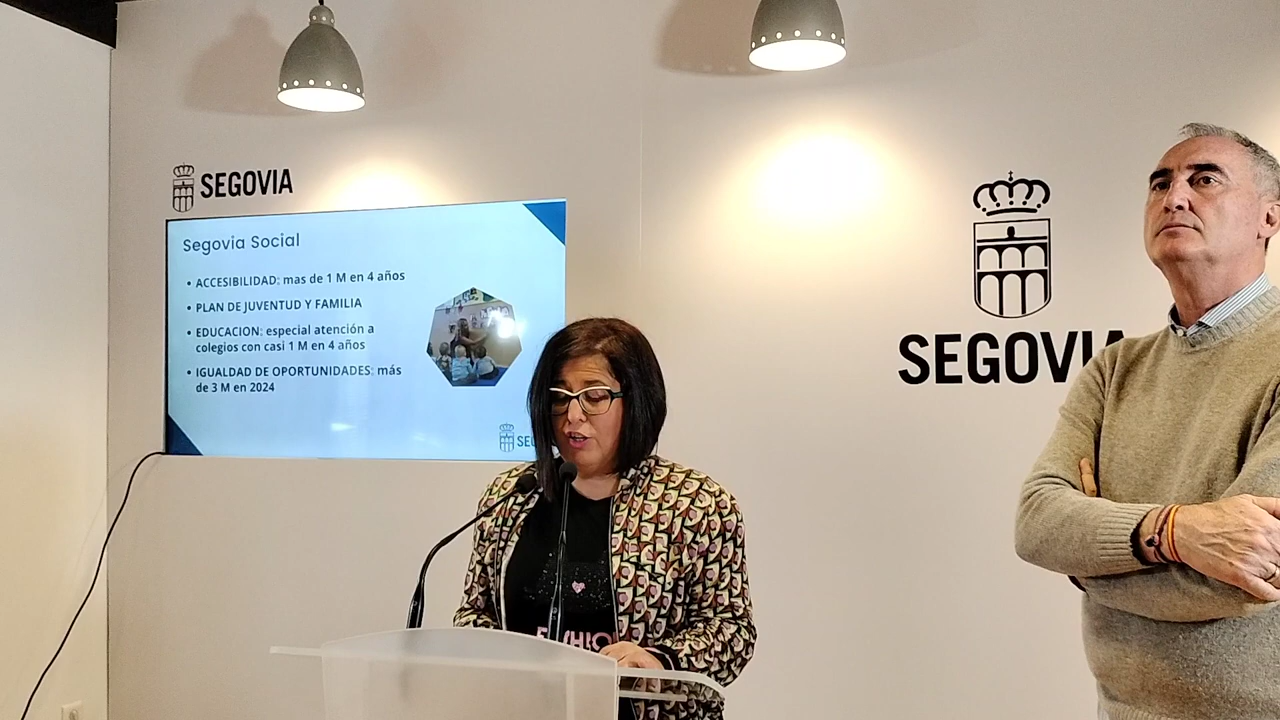 SEGOVIA
Segovia Social
• ACCESIBILIDAD: mas de 1 M en 4 años
• PLAN DE JUVENTUD Y FAMILIA
• EDUCACION: especial atención a
colegios con casi 1 M en 4 años
• IGUALDAD DE OPORTUNIDADES: más
de 3 M en 2024
SEGOVIA